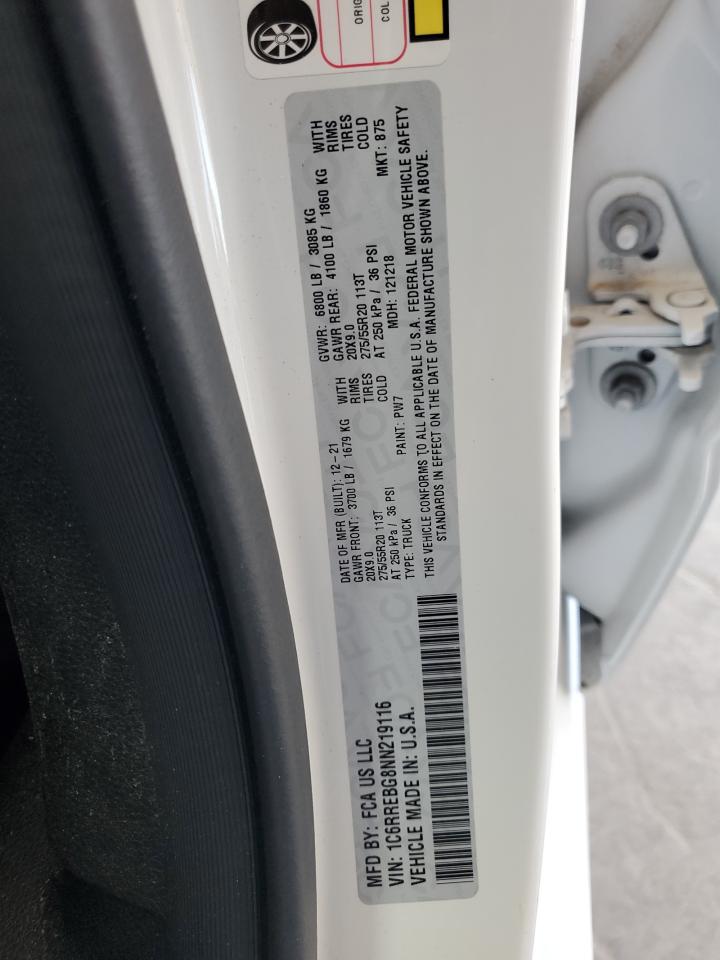 ORIG
COL
MFD BY: FCA US LLC
VIN: 1C6RREBG8NN219116
VEHICLE MADE IN: U.S.A.
DATE OF MFR (BUILT): 12-21 GVWR: 6800 LB / 3085 KG
GAWR FRONT: 3700 LB / 1679 KG WITH GAWR REAR: 4100 LB / 1860 KG WITH
20X9.0 RIMS 20X9.0 RIMS
275/55R20 113T TIRES 275/55R20 113T TIRES
AT 250 kPa / 36 PSI COLD AT 250 kPa / 36 PSI COLD
TYPE: TRUCK PAINT: PW7 MDH: 121218 MKT: 875
THIS VEHICLE CONFORMS TO ALL APPLICABLE U.S.A. FEDERAL MOTOR VEHICLE SAFETY
STANDARDS IN EFFECT ON THE DATE OF MANUFACTURE SHOWN ABOVE.